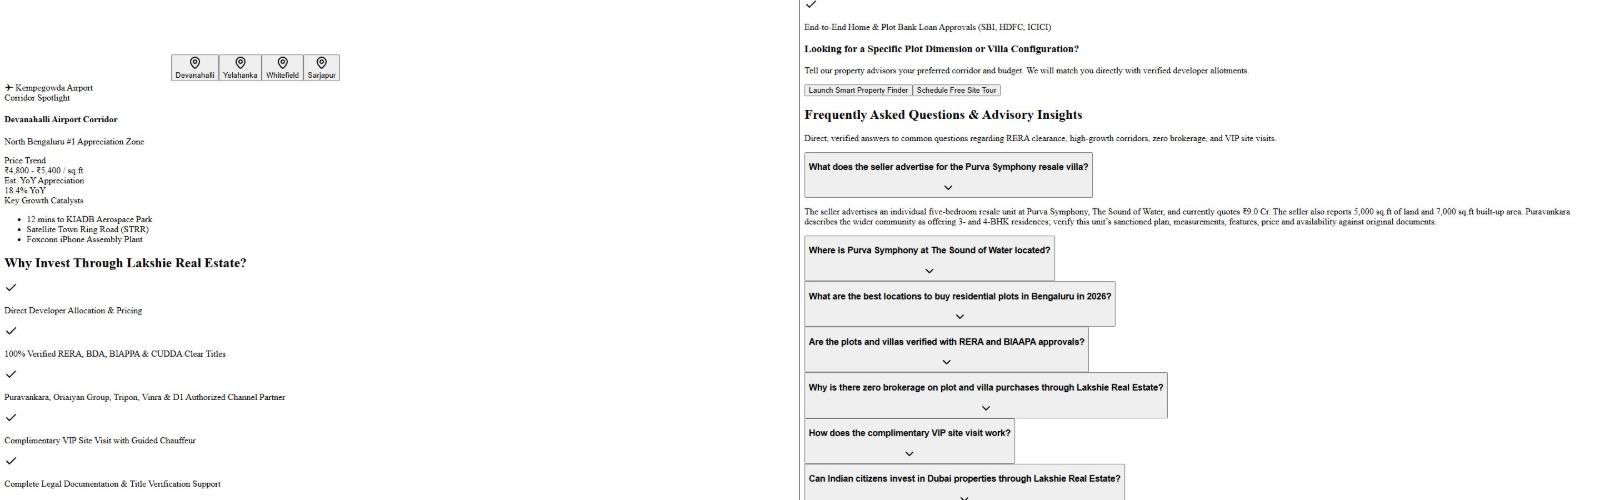 Devanahalli
Yelahanka
Whitefield
Sarjapur
Kempegowda Airport
Corridor Spotlight
Devanahalli Airport Corridor
North Bengaluru #1 Appreciation Zone
Price Trend
₹4,800 - ₹5,400 / sq.ft
Est. YoY Appreciation
18.4% YoY
Key Growth Catalysts
12 mins to KIADB Aerospace Park
Satellite Town Ring Road (STRR)
Foxconn iPhone Assembly Plant
Why Invest Through Lakshie Real Estate?
Direct Developer Allocation & Pricing
100% Verified RERA, BDA, BIAPPA & CUDDA Clear Titles
Puravankara, Oriaiyan Group, Tripon, Vinra & D1 Authorized Channel Partner
Complimentary VIP Site Visit with Guided Chauffeur
Complete Legal Documentation & Title Verification Support
End-to-End Home & Plot Bank Loan Approvals (SBI, HDFC, ICICI)
Looking for a Specific Plot Dimension or Villa Configuration?
Tell our property advisors your preferred corridor and budget. We will match you directly with verified developer allotments.
Launch Smart Property Finder
Schedule Free Site Tour
Frequently Asked Questions & Advisory Insights
Direct, verified answers to common questions regarding RERA clearance, high-growth corridors, zero brokerage, and VIP site visits.
What does the seller advertise for the Purva Symphony resale villa?
The seller advertises an individual five-bedroom resale unit at Purva Symphony, The Sound of Water, and currently quotes ₹9.0 Cr. The seller also reports 5,000 sq.ft of land and 7,000 sq.ft built-up area. Puravankara
describes the wider community as offering 3- and 4-BHK residences; verify this unit's sanctioned plan, measurements, features, price and availability against original documents.
Where is Purva Symphony at The Sound of Water located?
What are the best locations to buy residential plots in Bengaluru in 2026?
Are the plots and villas verified with RERA and BIAAPA approvals?
Why is there zero brokerage on plot and villa purchases through Lakshie Real Estate?
How does the complimentary VIP site visit work?
Can Indian citizens invest in Dubai properties through Lakshie Real Estate?